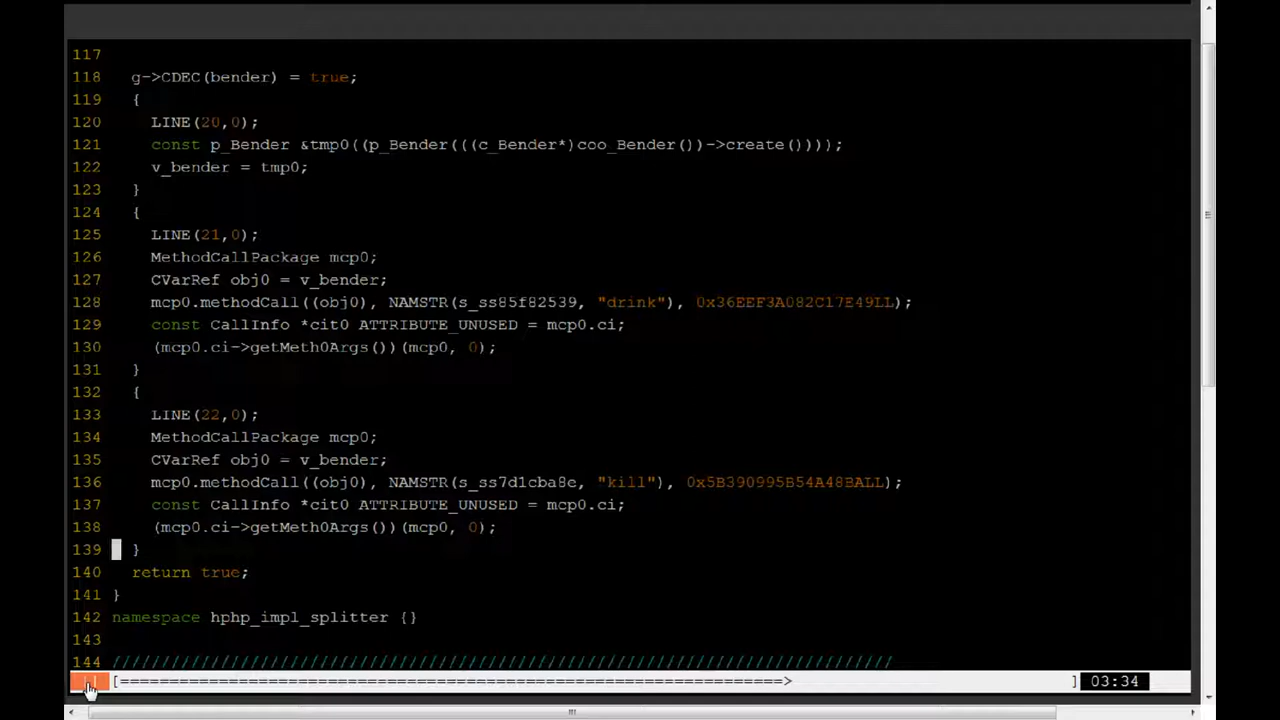 117
118   g->CDEC(bender) = true;
119   {
120     LINE(20,0);
121     const p_Bender &tmp0((p_Bender(((c_Bender*)coo_Bender())->create())));
122     v_bender = tmp0;
123   }
124   {
125     LINE(21,0);
126     MethodCallPackage mcp0;
127     CVarRef obj0 = v_bender;
128     mcp0.methodCall((obj0), NAMSTR(s_ss85f82539, "drink"), 0x36EEF3A082C17E49LL);
129     const CallInfo *cit0 ATTRIBUTE_UNUSED = mcp0.ci;
130     (mcp0.ci->getMeth0Args())(mcp0, 0);
131   }
132   {
133     LINE(22,0);
134     MethodCallPackage mcp0;
135     CVarRef obj0 = v_bender;
136     mcp0.methodCall((obj0), NAMSTR(s_ss7d1cba8e, "kill"), 0x5B390995B54A48BALL);
137     const CallInfo *cit0 ATTRIBUTE_UNUSED = mcp0.ci;
138     (mcp0.ci->getMeth0Args())(mcp0, 0);
139   }
140   return true;
141 }
142 namespace hphp_impl_splitter {}
143
144 ///////////////////////////////////////////////////////////////////////////////
[===================================================================> ] 03:34